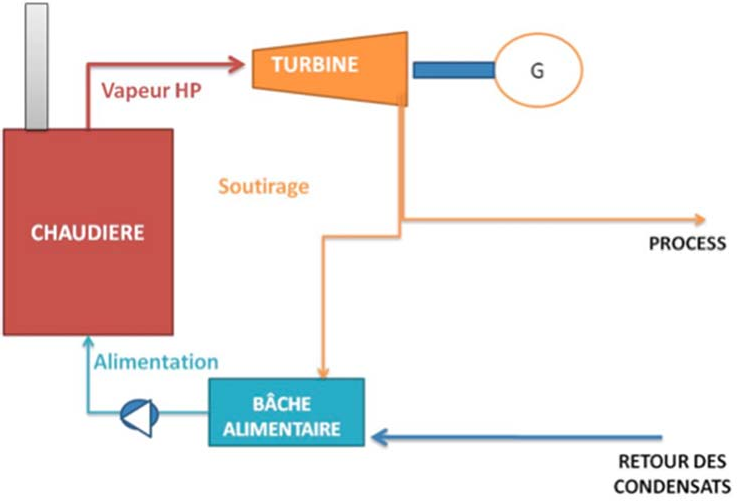 TURBINE
G
Vapeur HP
Soutirage
CHAUDIERE
PROCESS
Alimentation
BÂCHE
ALIMENTAIRE
RETOUR DES
CONDENSATS